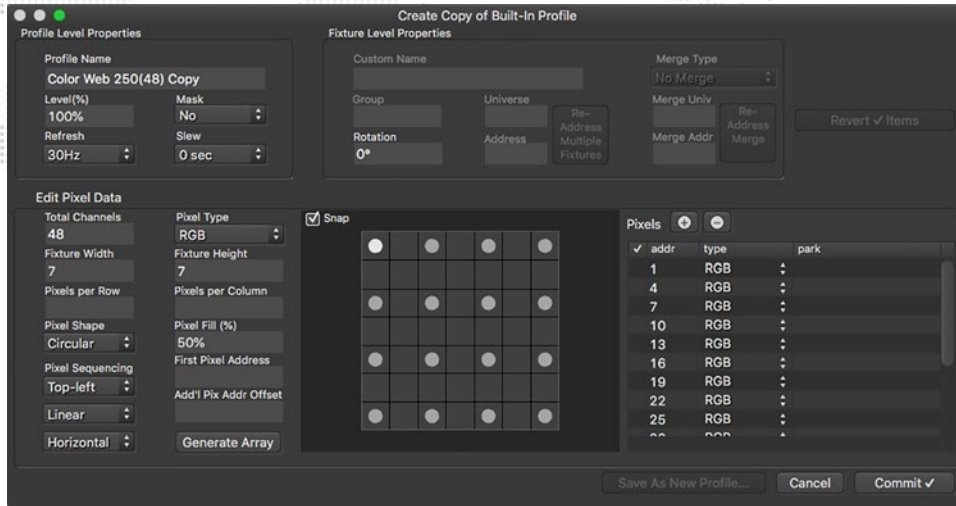 Create Copy of Built-In Profile
Profile Level Properties
Profile Name
Color Web 250(48) Copy
Level(%) Mask
100% No
Refresh Slew
30Hz 0 sec
Fixture Level Properties
Custom Name Merge Type
No Merge
Group Universe Re-Address Multiple Fixtures Merge Univ Re-Address Merge
Rotation Address Merge Addr
0°
Revert ✓ Items
Edit Pixel Data
Total Channels Pixel Type
48 RGB
Fixture Width Fixture Height
7 7
Pixels per Row Pixels per Column
Pixel Shape Pixel Fill (%)
Circular 50%
Pixel Sequencing First Pixel Address
Top-left Add'l Pix Addr Offset
Linear
Horizontal Generate Array
✓ Snap
Pixels + -
✓ addr type park
1 RGB
4 RGB
7 RGB
10 RGB
13 RGB
16 RGB
19 RGB
22 RGB
25 RGB
Save As New Profile... Cancel Commit ✓